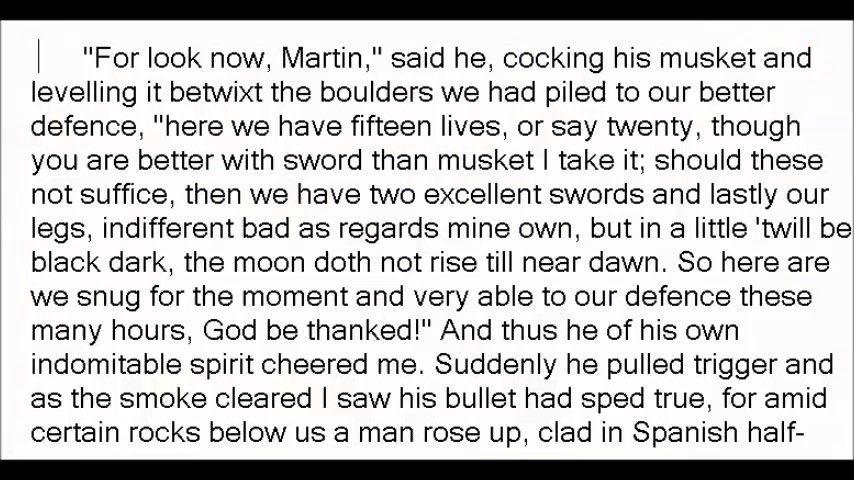 "For look now, Martin," said he, cocking his musket and
levelling it betwixt the boulders we had piled to our better
defence, "here we have fifteen lives, or say twenty, though
you are better with sword than musket I take it; should these
not suffice, then we have two excellent swords and lastly our
legs, indifferent bad as regards mine own, but in a little 'twill be
black dark, the moon doth not rise till near dawn. So here are
we snug for the moment and very able to our defence these
many hours, God be thanked!" And thus he of his own
indomitable spirit cheered me. Suddenly he pulled trigger and
as the smoke cleared I saw his bullet had sped true, for amid
certain rocks below us a man rose up, clad in Spanish half-